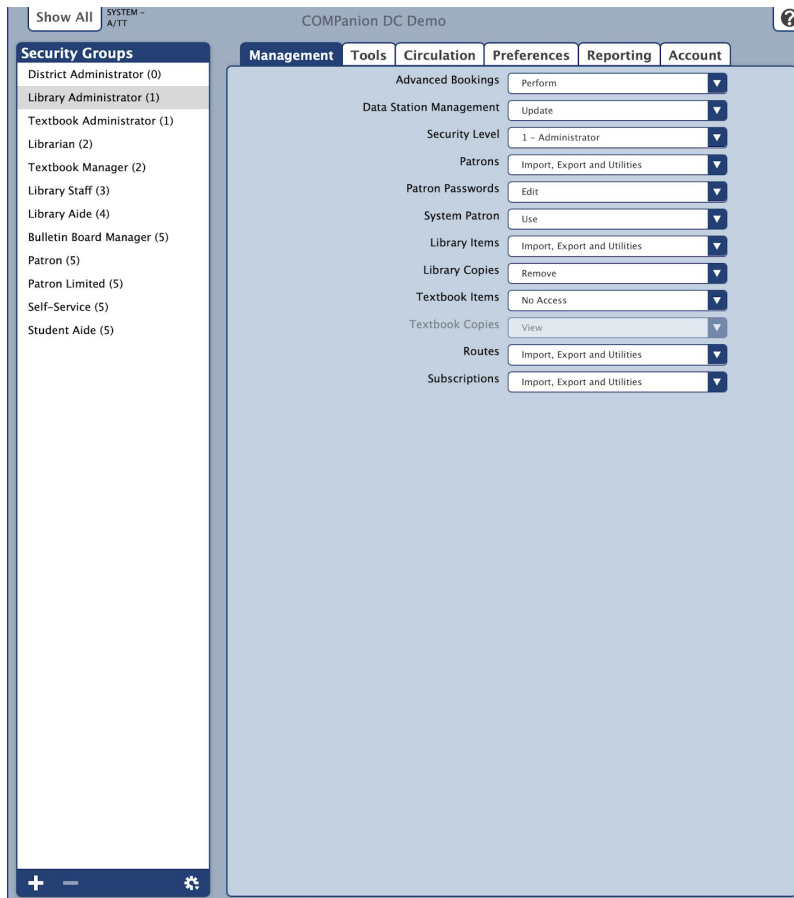 Show All
SYSTEM –
A/TT
COMPanion DC Demo
?
Security Groups
District Administrator (0)
Library Administrator (1)
Textbook Administrator (1)
Librarian (2)
Textbook Manager (2)
Library Staff (3)
Library Aide (4)
Bulletin Board Manager (5)
Patron (5)
Patron Limited (5)
Self-Service (5)
Student Aide (5)
Management Tools Circulation Preferences Reporting Account
Advanced Bookings Perform
Data Station Management Update
Security Level 1 – Administrator
Patrons Import, Export and Utilities
Patron Passwords Edit
System Patron Use
Library Items Import, Export and Utilities
Library Copies Remove
Textbook Items No Access
Textbook Copies View
Routes Import, Export and Utilities
Subscriptions Import, Export and Utilities